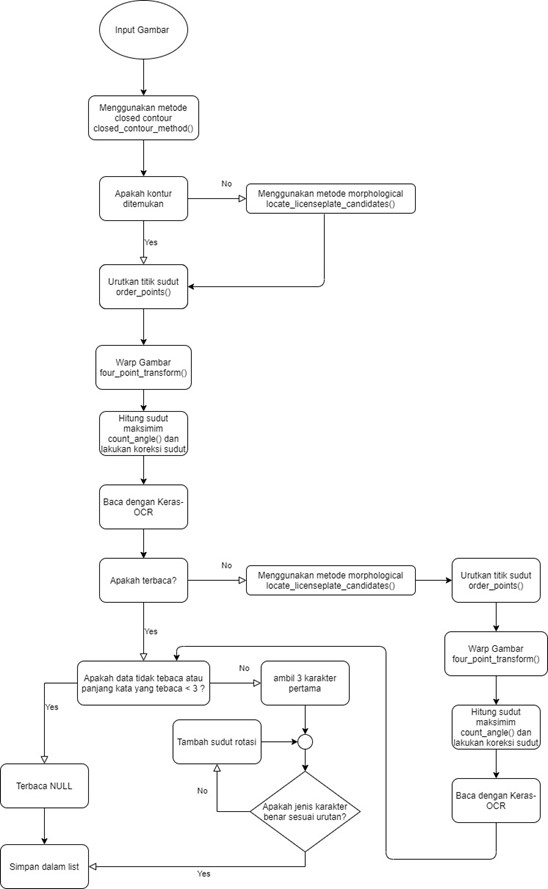 Input Gambar
Menggunakan metode
closed contour
closed_contour_method()
Apakah kontur
ditemukan
No
Menggunakan metode morphological
locate_licenseplate_candidates()
Yes
Urutkan titik sudut
order_points()
Warp Gambar
four_point_transform()
Hitung sudut
maksimim
count_angle() dan
lakukan koreksi sudut
Baca dengan Keras-
OCR
Apakah terbaca?
No
Menggunakan metode morphological
locate_licenseplate_candidates()
Urutkan titik sudut
order_points()
Warp Gambar
four_point_transform()
Hitung sudut
maksimum
count_angle() dan
lakukan koreksi sudut
Baca dengan Keras-
OCR
Yes
Apakah data tidak tebaca atau
panjang kata yang tebaca < 3 ?
No
ambil 3 karakter
pertama
Tambah sudut rotasi
No
Apakah jenis karakter
benar sesuai urutan?
Yes
Yes
Terbaca NULL
Simpan dalam list